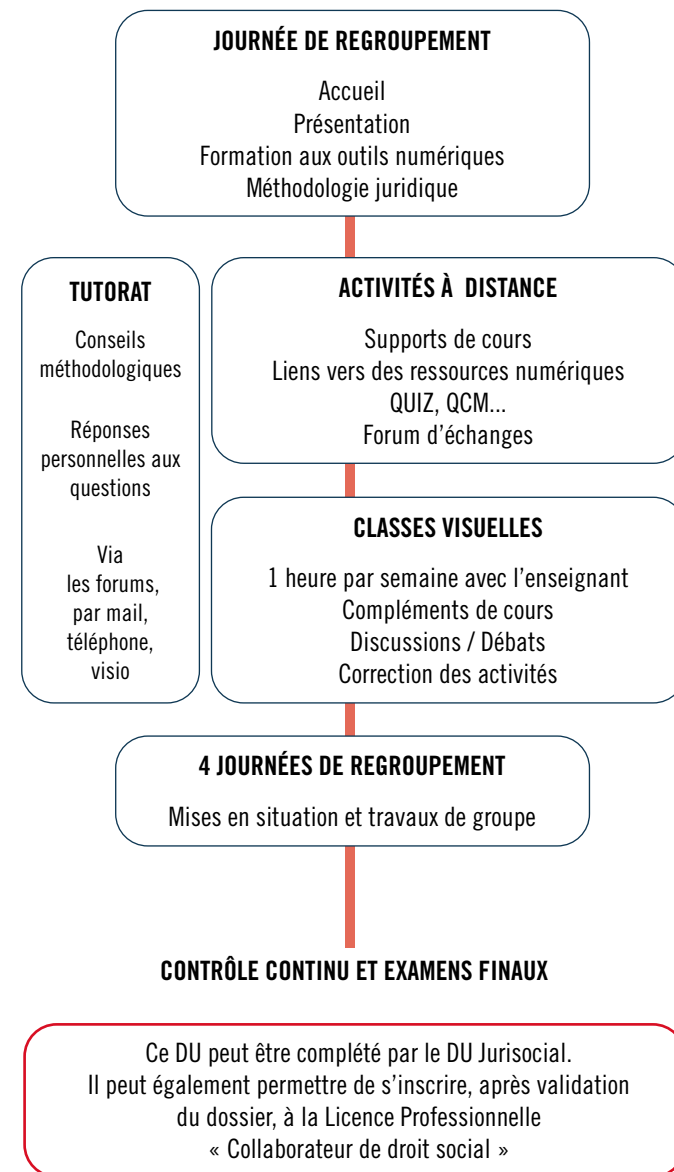 JOURNÉE DE REGROUPEMENT
Accueil
Présentation
Formation aux outils numériques
Méthodologie juridique
TUTORAT
Conseils
méthodologiques
Réponses
personnelles aux
questions
Via
les forums,
par mail,
téléphone,
visio
ACTIVITÉS À DISTANCE
Supports de cours
Liens vers des ressources numériques
QUIZ, QCM...
Forum d’échanges
CLASSES VISUELLES
1 heure par semaine avec l’enseignant
Compléments de cours
Discussions / Débats
Correction des activités
4 JOURNÉES DE REGROUPEMENT
Mises en situation et travaux de groupe
CONTRÔLE CONTINU ET EXAMENS FINAUX
Ce DU peut être complété par le DU Jurisocial.
Il peut également permettre de s’inscrire, après validation
du dossier, à la Licence Professionnelle
« Collaborateur de droit social »